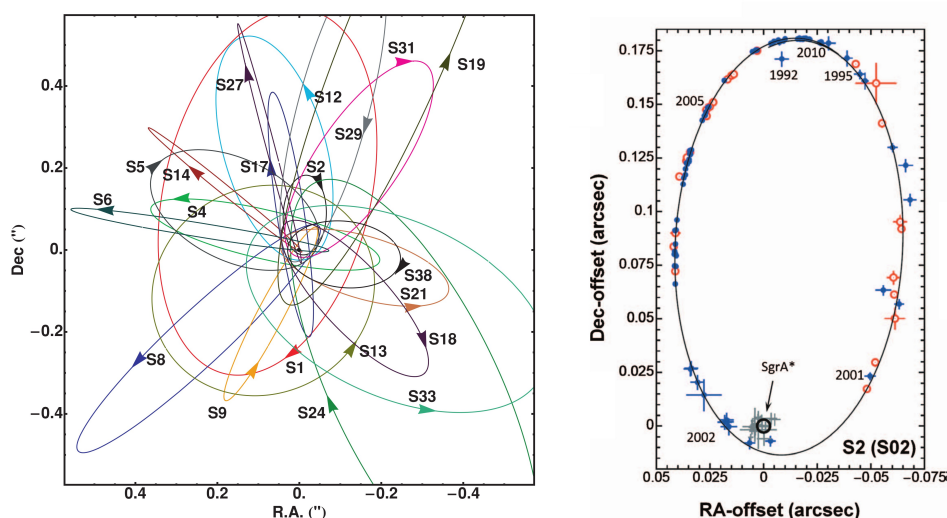 0.4
0.2
0.0
−0.2
−0.4
Dec (")
0.4
0.2
0.
−0.2
−0.4
R.A. (")
S31
S19
S27
S12
S29
S5
S14
S17
S2
S6
S4
S38
S21
S18
S8
S1
S13
S9
S24
S33
0.175
0.15
0.125
0.1
0.075
0.05
0.025
0
Dec-offset (arcsec)
0.05
0.025
0
-0.025
-0.05
-0.075
RA-offset (arcsec)
2010
1992
1995
2005
SgrA*
2001
2002
S2 (S02)